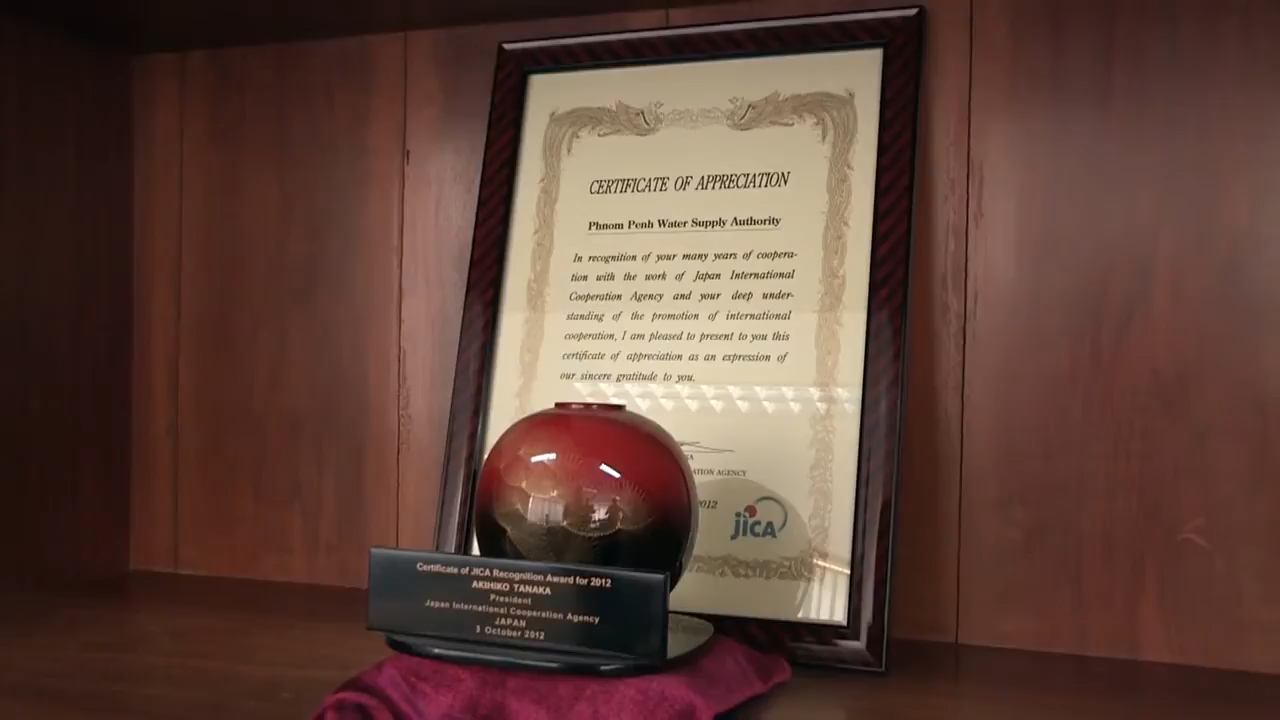 CERTIFICATE OF APPRECIATION
Phnom Penh Water Supply Authority
In recognition of your many years of coopera-
tion with the work of Japan International
Cooperation Agency and your deep under-
standing of the promotion of international
cooperation, I am pleased to present to you this
certificate of appreciation as an expression of
our sincere gratitude to you.
AGENCY
2012
JICA
Certificate of JICA Recognition Award for 2012
AKIHIKO TANAKA
President
Japan International Cooperation Agency
JAPAN
3 October 2012